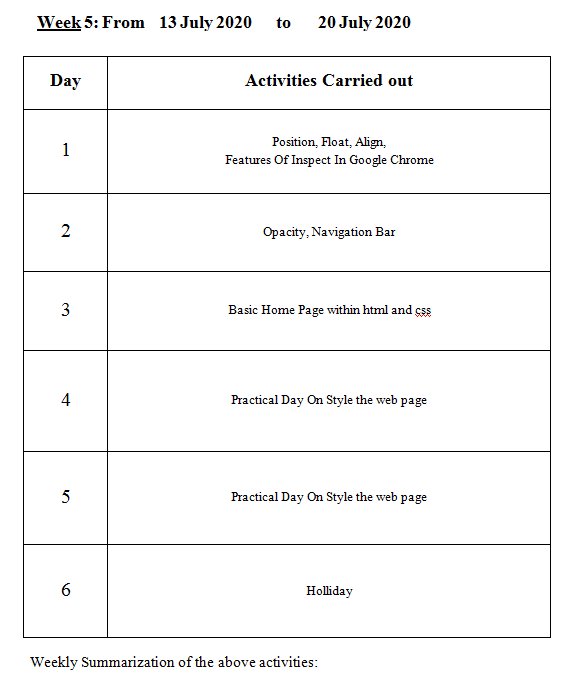 Week 5: From 13 July 2020 to 20 July 2020
Day Activities Carried out
1 Position, Float, Align,
Features Of Inspect In Google Chrome
2 Opacity, Navigation Bar
3 Basic Home Page within html and css
4 Practical Day On Style the web page
5 Practical Day On Style the web page
6 Holliday
Weekly Summarization of the above activities: